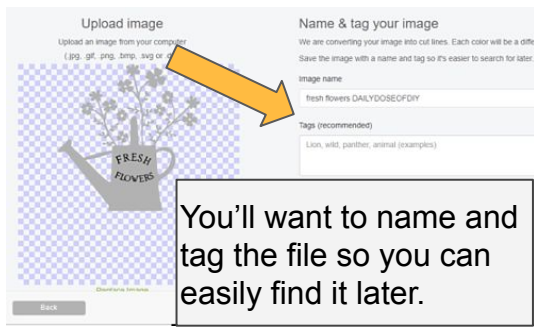 Upload image
Upload an image from your computer
(.jpg, .gif, .png, .bmp, .svg or
FRESH
FLOWERS
Back
Name & tag your image
We are converting your image into cut lines. Each color will be a diffe
Save the image with a name and tag so it's easier to search for later,
Image name
fresh flowers DAILYDOSEOFDIY
Tags (recommended)
Lion, wild, panther, animal (examples)
You'll want to name and
tag the file so you can
easily find it later.